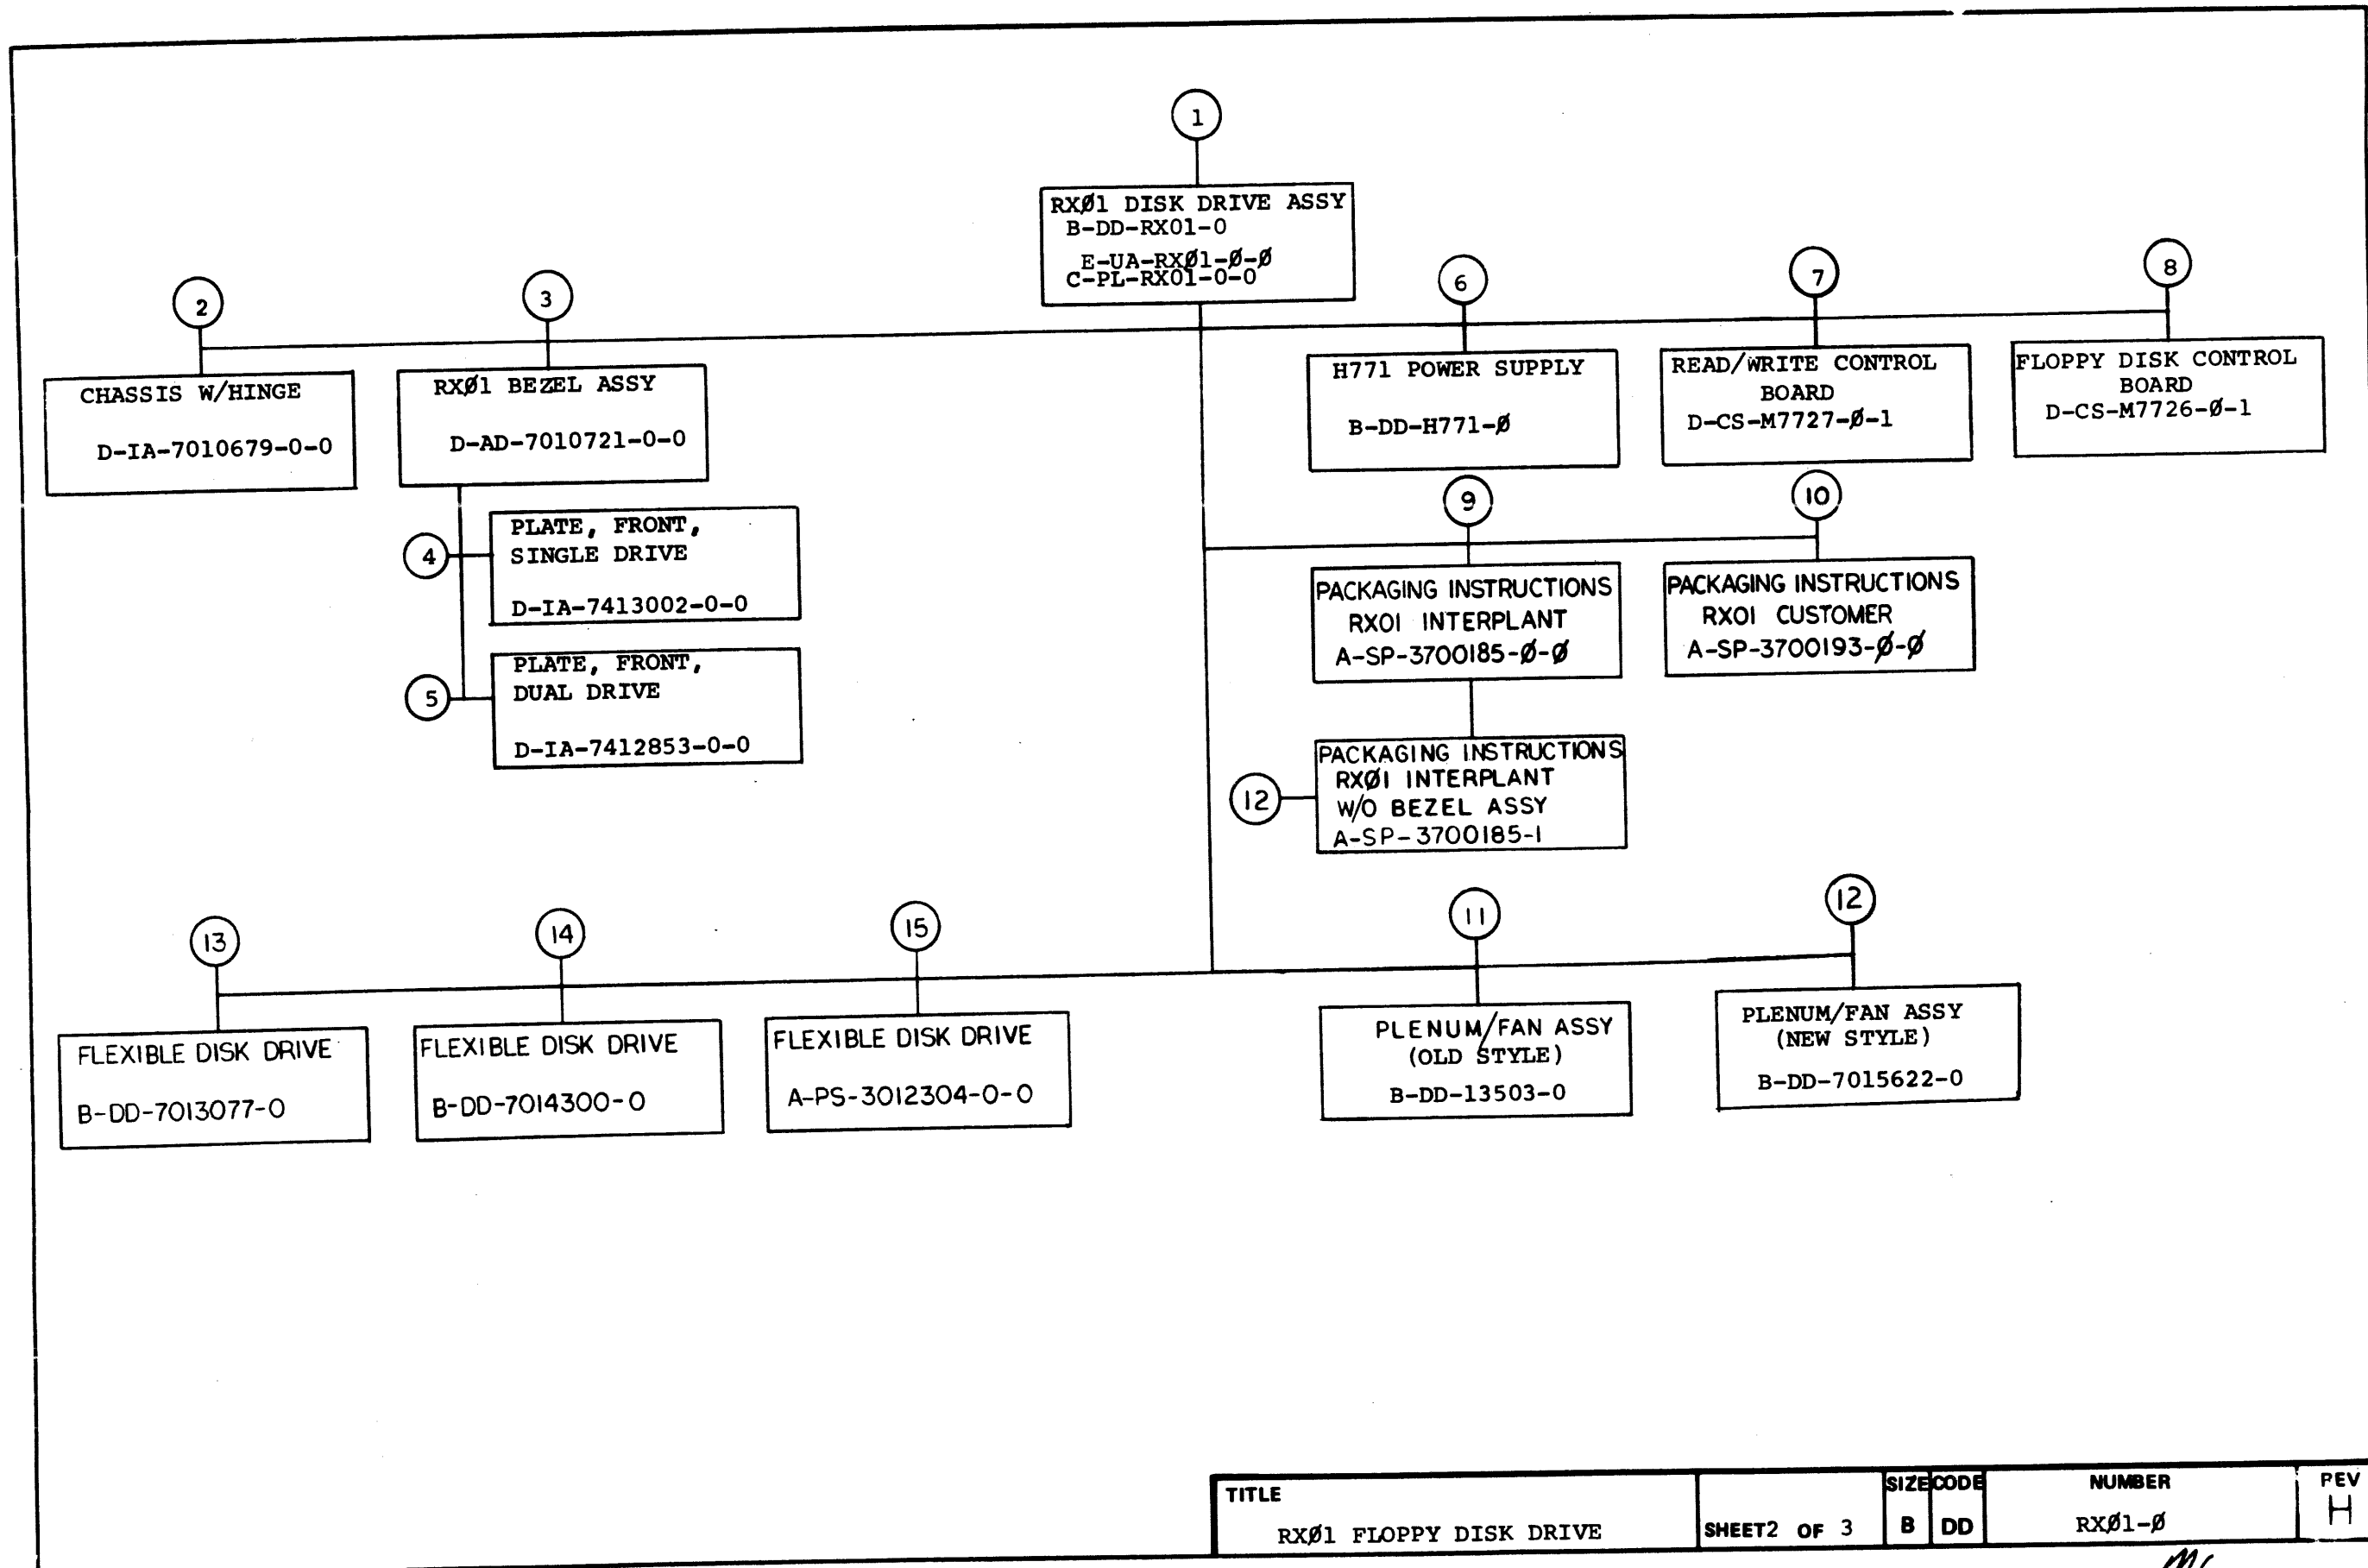 1
RXØ1 DISK DRIVE ASSY
B-DD-RX01-0
E-UA-RXØ1-Ø-Ø
C-PL-RX01-0-0
2
CHASSIS W/HINGE
D-IA-7010679-0-0
3
RXØ1 BEZEL ASSY
D-AD-7010721-0-0
4
PLATE, FRONT,
SINGLE DRIVE
D-IA-7413002-0-0
5
PLATE, FRONT,
DUAL DRIVE
D-IA-7412853-0-0
6
H771 POWER SUPPLY
B-DD-H771-Ø
7
READ/WRITE CONTROL
BOARD
D-CS-M7727-Ø-1
8
FLOPPY DISK CONTROL
BOARD
D-CS-M7726-Ø-1
9
PACKAGING INSTRUCTIONS
RX01 INTERPLANT
A-SP-3700185-Ø-Ø
10
PACKAGING INSTRUCTIONS
RX01 CUSTOMER
A-SP-3700193-Ø-Ø
12
PACKAGING INSTRUCTIONS
RXØ1 INTERPLANT
W/O BEZEL ASSY
A-SP-3700185-1
13
FLEXIBLE DISK DRIVE
B-DD-7013077-0
14
FLEXIBLE DISK DRIVE
B-DD-7014300-0
15
FLEXIBLE DISK DRIVE
A-PS-3012304-0-0
11
PLENUM/FAN ASSY
(OLD STYLE)
B-DD-13503-0
12
PLENUM/FAN ASSY
(NEW STYLE)
B-DD-7015622-0
TITLE
RXØ1 FLOPPY DISK DRIVE
SHEET 2 OF 3
SIZE
B
CODE
DD
NUMBER
RXØ1-Ø
REV
H